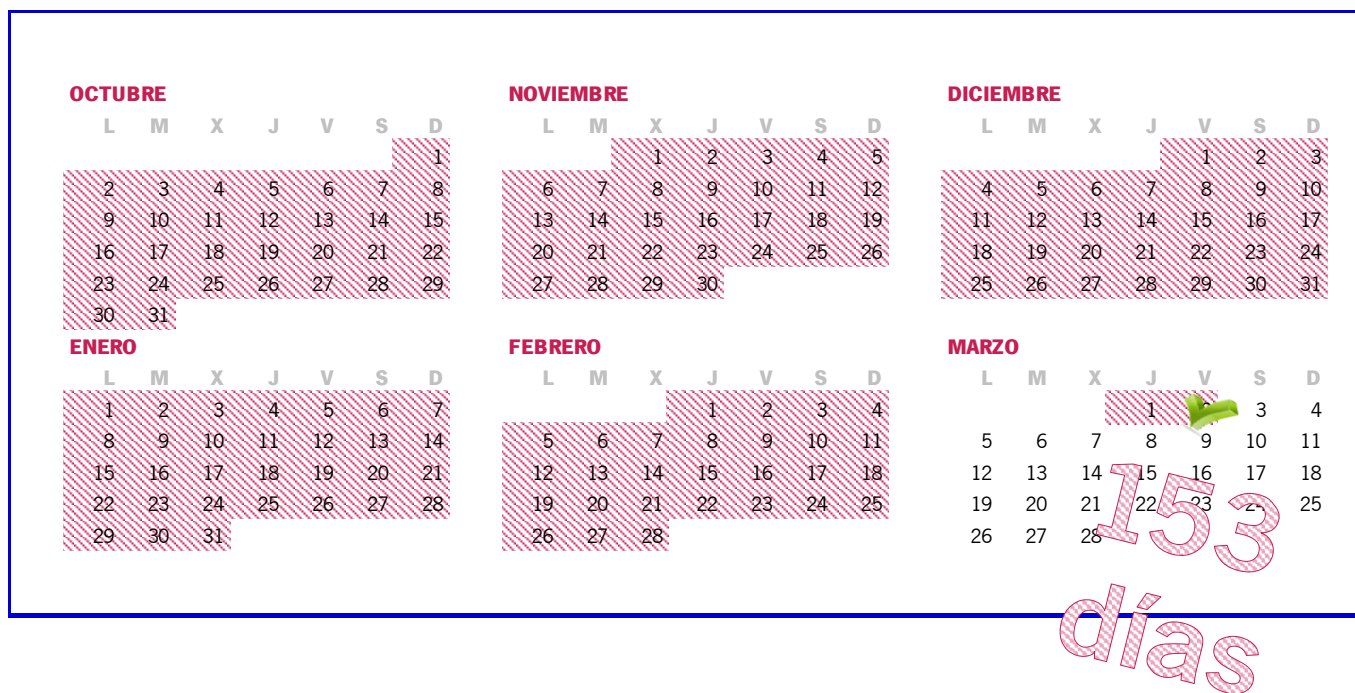 OCTUBRE
L M X J V S D
1
2 3 4 5 6 7 8
9 10 11 12 13 14 15
16 17 18 19 20 21 22
23 24 25 26 27 28 29
30 31
NOVIEMBRE
L M X J V S D
1 2 3 4 5
6 7 8 9 10 11 12
13 14 15 16 17 18 19
20 21 22 23 24 25 26
27 28 29 30
DICIEMBRE
L M X J V S D
1 2 3
4 5 6 7 8 9 10
11 12 13 14 15 16 17
18 19 20 21 22 23 24
25 26 27 28 29 30 31
ENERO
L M X J V S D
1 2 3 4 5 6 7
8 9 10 11 12 13 14
15 16 17 18 19 20 21
22 23 24 25 26 27 28
29 30 31
FEBRERO
L M X J V S D
1 2 3 4
5 6 7 8 9 10 11
12 13 14 15 16 17 18
19 20 21 22 23 24 25
26 27 28
MARZO
L M X J V S D
1 3 4
5 6 7 8 9 10 11
12 13 14 15 16 17 18
19 20 21 22 23 24 25
26 27 28
153
días